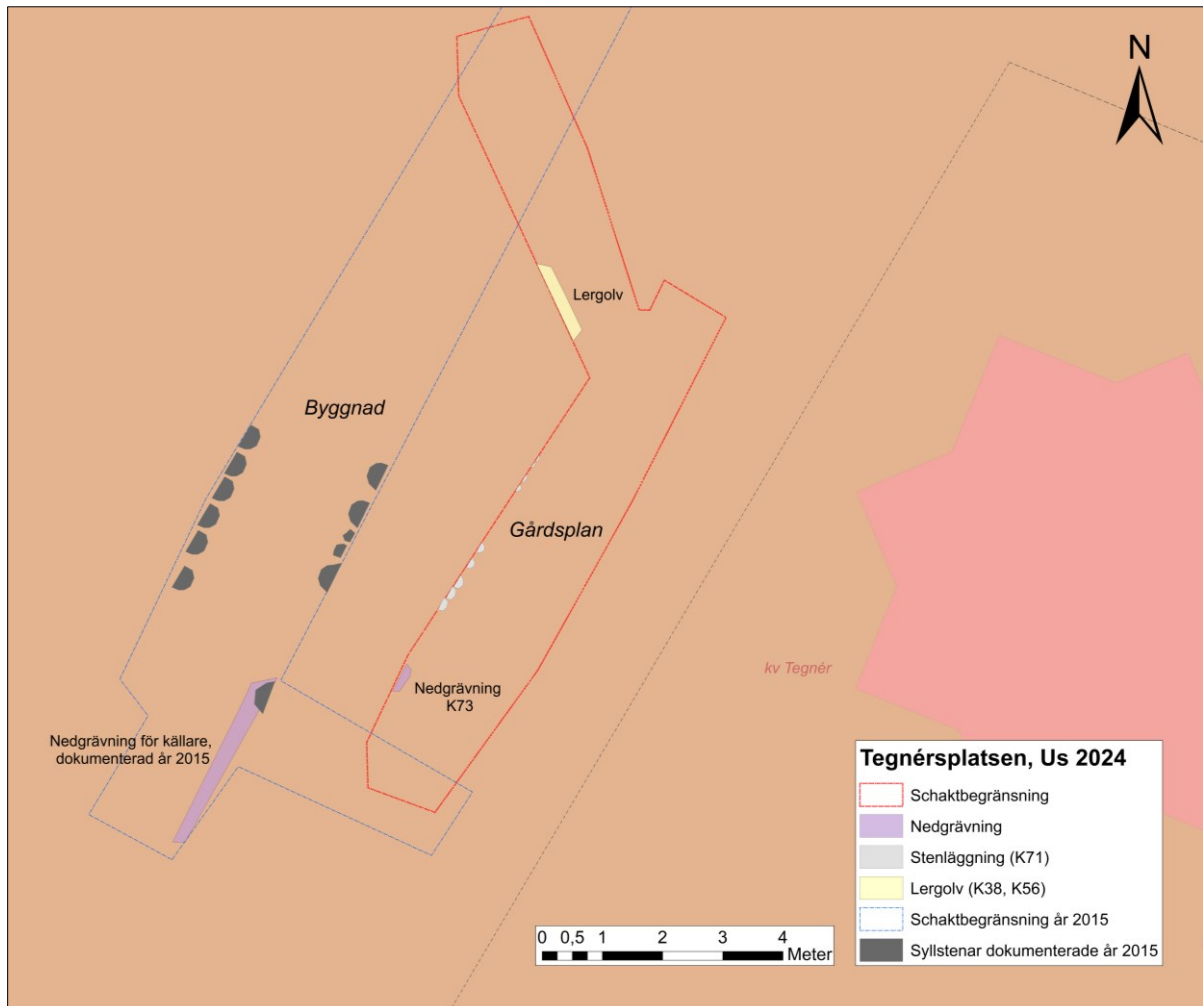 N
Lergolv
Byggnad
Gårdsplan
kv Tegnér
Nedgrävning
K73
Nedgrävning för källare,
dokumenterad år 2015
Tegnérsplatsen, Us 2024
Schaktbegränsning
Nedgrävning
Stenläggning (K71)
Lergolv (K38, K56)
Schaktbegränsning år 2015
Syllstenar dokumenterade år 2015
0 0,5 1 2 3 4
Meter